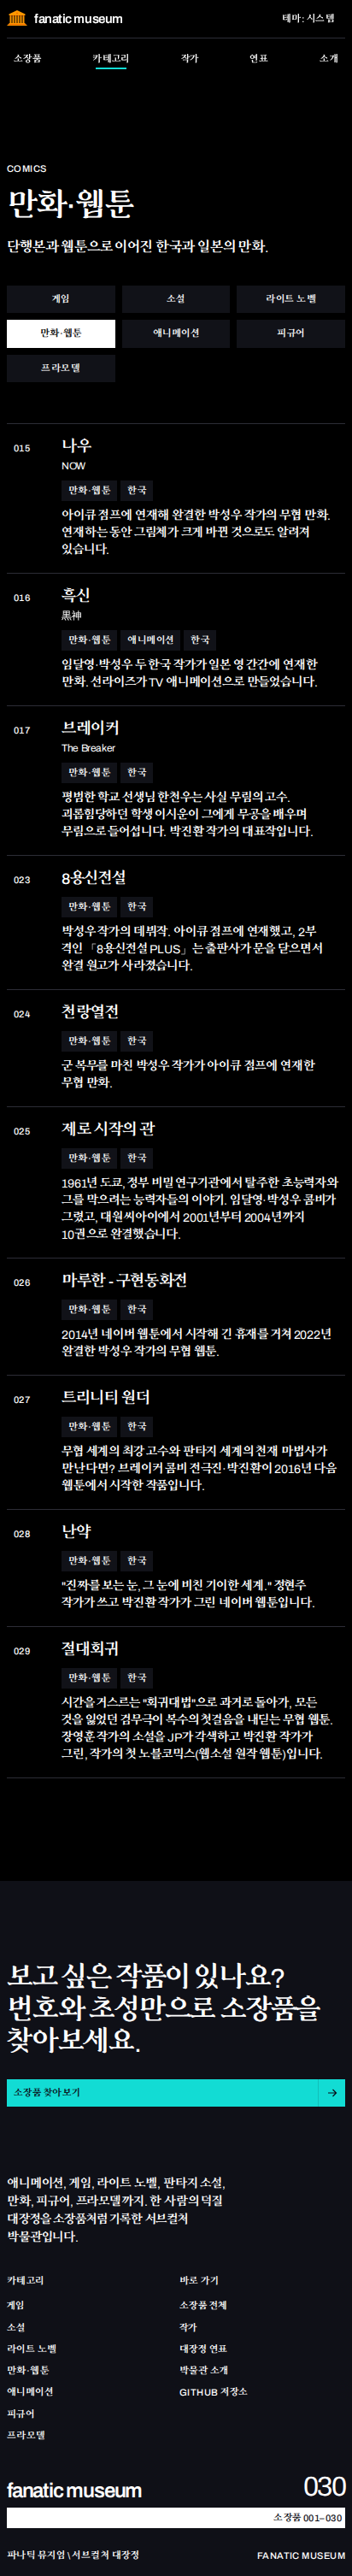 fanatic museum
테마: 시스템
소장품 카테고리 작가 연표 소개
COMICS
만화·웹툰
단행본과 웹툰으로 이어진 한국과 일본의 만화.
게임 소설 라이트 노벨
만화·웹툰 애니메이션 피규어
프라모델
015 나우
NOW
만화·웹툰 한국
아이큐 점프에 연재해 완결한 박성우 작가의 무협 만화.
연재하는 동안 그림체가 크게 바뀐 것으로도 알려져
있습니다.
016 흑신
黒神
만화·웹툰 애니메이션 한국
임달영·박성우 두 한국 작가가 일본 영간간에 연재한
만화. 선라이즈가 TV 애니메이션으로 만들었습니다.
017 브레이커
The Breaker
만화·웹툰 한국
평범한 학교 선생님 한천우는 사실 무림의 고수.
괴롭힘당하던 학생 이시운이 그에게 무공을 배우며
무림으로 들어섭니다. 박진환 작가의 대표작입니다.
023 8용신전설
만화·웹툰 한국
박성우 작가의 데뷔작. 아이큐 점프에 연재했고, 2부
격인 「8용신전설 PLUS」는 출판사가 문을 닫으면서
완결 원고가 사라졌습니다.
024 천랑열전
만화·웹툰 한국
군 복무를 마친 박성우 작가가 아이큐 점프에 연재한
무협 만화.
025 제로 시작의 관
만화·웹툰 한국
1961년 도쿄, 정부 비밀 연구기관에서 탈주한 초능력자와
그를 막으려는 능력자들의 이야기. 임달영·박성우 콤비가
그렸고, 대원씨아이에서 2001년부터 2004년까지
10권으로 완결했습니다.
026 마루한 - 구현동화전
만화·웹툰 한국
2014년 네이버 웹툰에서 시작해 긴 휴재를 거쳐 2022년
완결한 박성우 작가의 무협 웹툰.
027 트리니티 원더
만화·웹툰 한국
무협 세계의 최강 고수와 판타지 세계의 천재 마법사가
만난다면? 브레이커 콤비 전극진·박진환이 2016년 다음
웹툰에서 시작한 작품입니다.
028 난약
만화·웹툰 한국
"진짜를 보는 눈, 그 눈에 비친 기이한 세계." 정현주
작가가 쓰고 박진환 작가가 그린 네이버 웹툰입니다.
029 절대회귀
만화·웹툰 한국
시간을 거스르는 "회귀대법"으로 과거로 돌아가, 모든
것을 잃었던 검무극이 복수의 첫걸음을 내딛는 무협 웹툰.
장영훈 작가의 소설을 JP가 각색하고 박진환 작가가
그린, 작가의 첫 노블코믹스(웹소설 원작 웹툰)입니다.
보고 싶은 작품이 있나요?
번호와 초성만으로 소장품을
찾아보세요.
소장품 찾아보기 →
애니메이션, 게임, 라이트 노벨, 판타지 소설,
만화, 피규어, 프라모델까지. 한 사람의 덕질
대장정을 소장품처럼 기록한 서브컬처
박물관입니다.
카테고리
게임
소설
라이트 노벨
만화·웹툰
애니메이션
피규어
프라모델
바로 가기
소장품 전체
작가
대장정 연표
박물관 소개
GITHUB 저장소
fanatic museum 030
소장품 001–030
파나틱 뮤지엄 \ 서브컬처 대장정 FANATIC MUSEUM